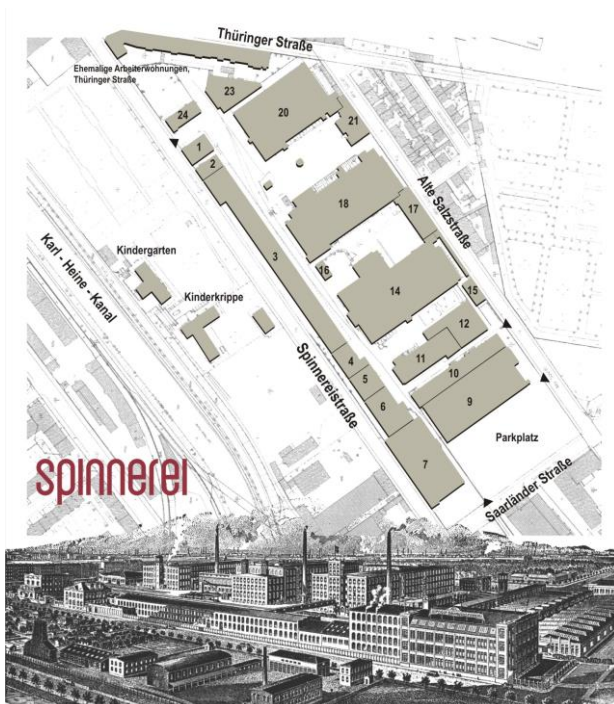 Thüringer Straße
Ehemalige Arbeiterwohnungen,
Thüringer Straße
23
20
24
21
1
2
18
17
Alte Salzstraße
Karl - Heine - Kanal
Kindergarten
3
16
Kinderkrippe
14
15
12
Spinnereistraße
4
11
10
5
6
9
7
Parkplatz
Saarländer Straße
spinnerei